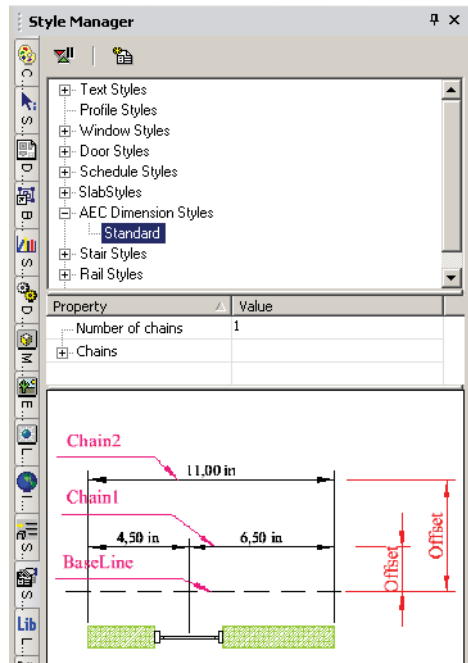 Style Manager
C...
S...
D...
B...
S...
D...
M...
E...
L...
I...
S...
S...
Lib
L...
Text Styles
Profile Styles
Window Styles
Door Styles
Schedule Styles
SlabStyles
AEC Dimension Styles
Standard
Stair Styles
Rail Styles
Property Value
Number of chains 1
Chains
Chain2
11,00 in
Chain1
4,50 in 6,50 in
BaseLine
Offset
Offset